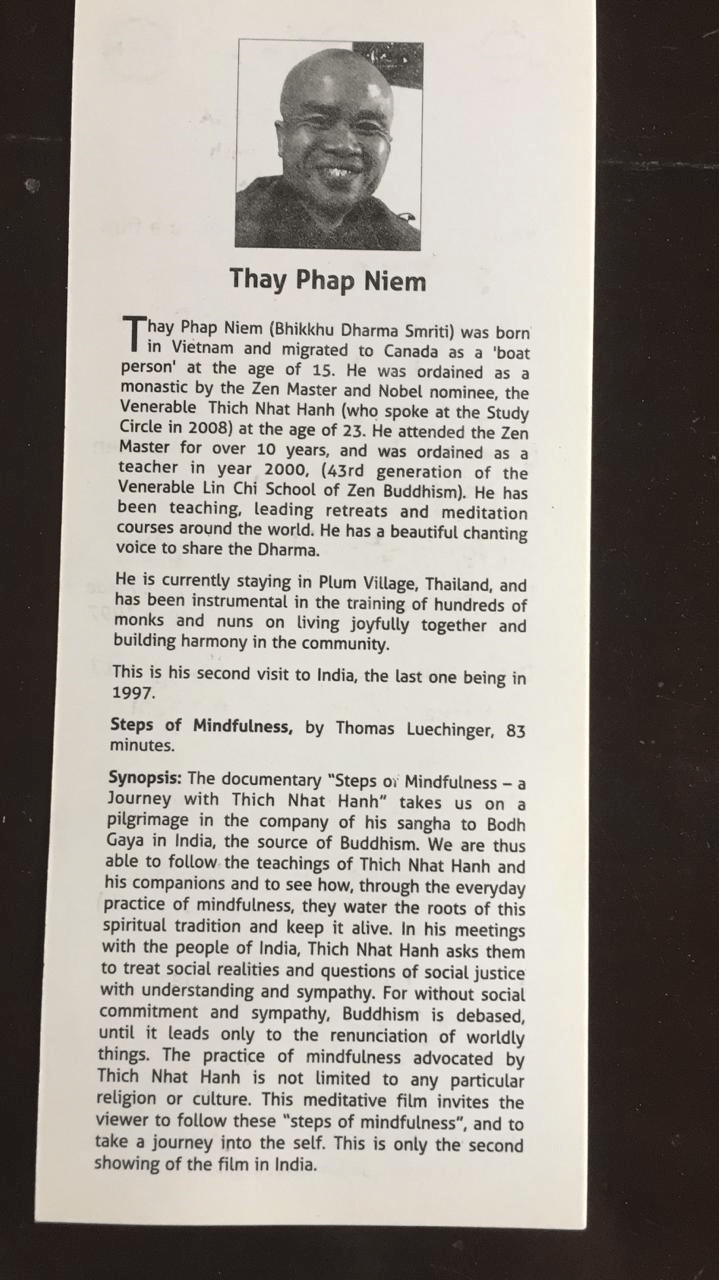 Thay Phap Niem
Thay Phap Niem (Bhikkhu Dharma Smriti) was born
in Vietnam and migrated to Canada as a 'boat
person' at the age of 15. He was ordained as a
monastic by the Zen Master and Nobel nominee, the
Venerable Thich Nhat Hanh (who spoke at the Study
Circle in 2008) at the age of 23. He attended the Zen
Master for over 10 years, and was ordained as a
teacher in year 2000, (43rd generation of the
Venerable Lin Chi School of Zen Buddhism). He has
been teaching, leading retreats and meditation
courses around the world. He has a beautiful chanting
voice to share the Dharma.
He is currently staying in Plum Village, Thailand, and
has been instrumental in the training of hundreds of
monks and nuns on living joyfully together and
building harmony in the community.
This is his second visit to India, the last one being in
1997.
Steps of Mindfulness, by Thomas Luechinger, 83
minutes.
Synopsis: The documentary "Steps of Mindfulness – a
Journey with Thich Nhat Hanh" takes us on a
pilgrimage in the company of his sangha to Bodh
Gaya in India, the source of Buddhism. We are thus
able to follow the teachings of Thich Nhat Hanh and
his companions and to see how, through the everyday
practice of mindfulness, they water the roots of this
spiritual tradition and keep it alive. In his meetings
with the people of India, Thich Nhat Hanh asks them
to treat social realities and questions of social justice
with understanding and sympathy. For without social
commitment and sympathy, Buddhism is debased,
until it leads only to the renunciation of worldly
things. The practice of mindfulness advocated by
Thich Nhat Hanh is not limited to any particular
religion or culture. This meditative film invites the
viewer to follow these "steps of mindfulness", and to
take a journey into the self. This is only the second
showing of the film in India.